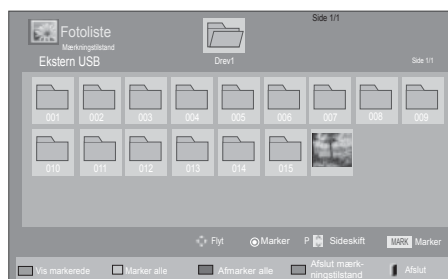 Side 1/1
Fotoliste
Mærkningstilstand
Ekstern USB
Drev1
Side 1/1
001 002 003 004 005 006 007 008 009
010 011 012 013 014 015
Flyt Marker P Sideskift MARK Marker
Vis markerede Marker alle Afmarker alle Afslut mærk-
ningstilstand Afslut